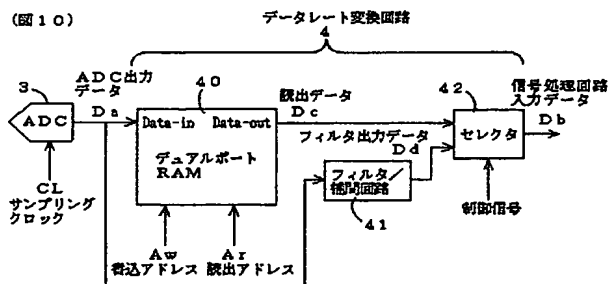 (図10)
データレート変換回路
4
ADC出力
データ
Da
3
ADC
CL
サンプリング
クロック
40
Data-in Data-out
デュアルポート
RAM
Aw
書込アドレス
Ar
読出アドレス
読出データ
Dc
フィルタ出力データ
Dd
フィルタ/
補間回路
41
42
セレクタ
制御信号
信号処理回路
入力データ
Db